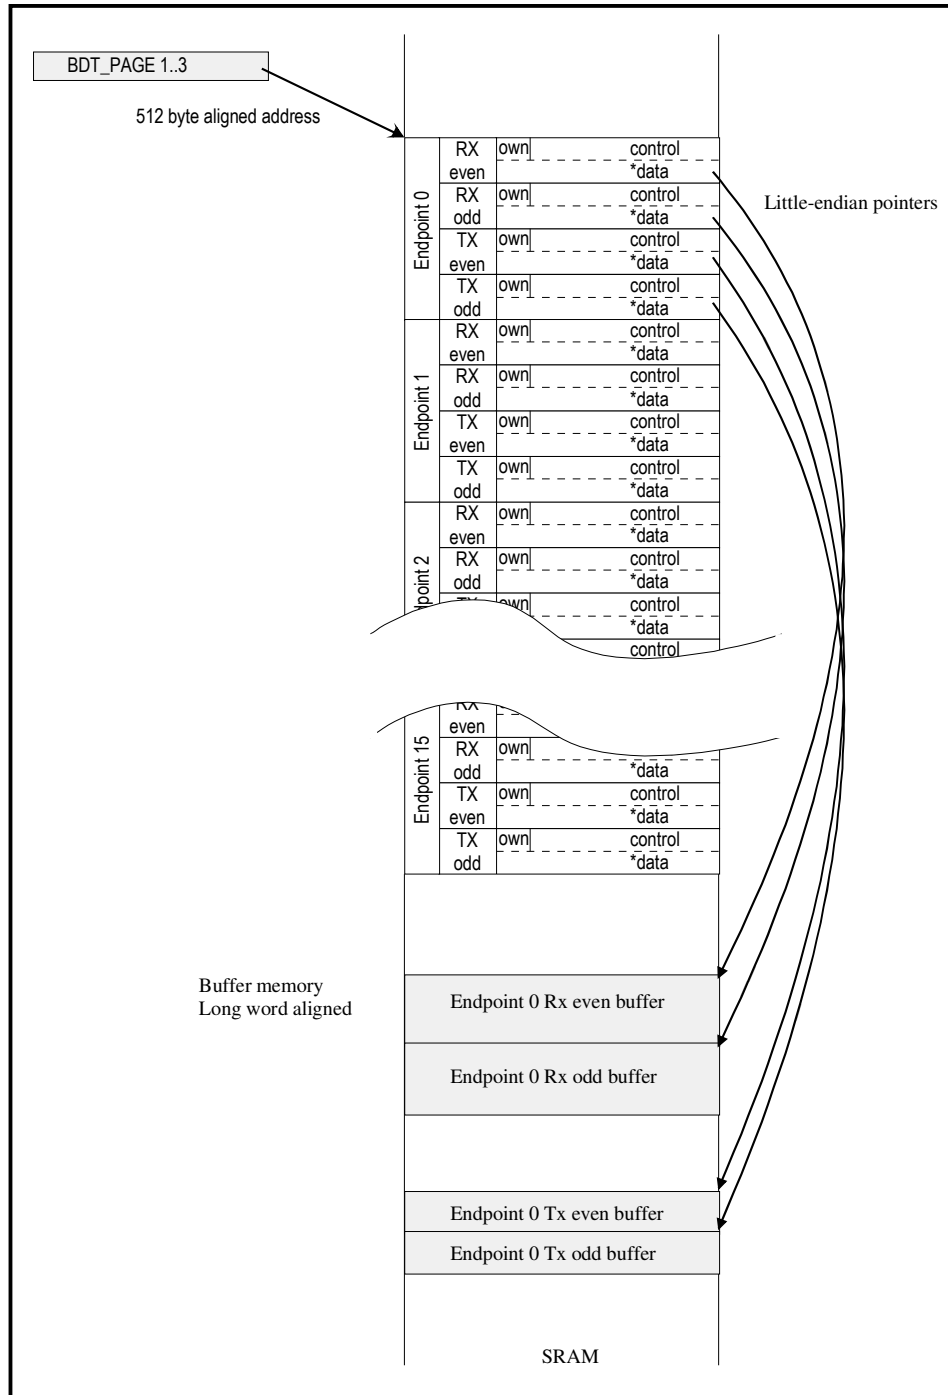 BDT_PAGE 1..3
512 byte aligned address
Little-endian pointers
Endpoint 0
RX own control
even *data
RX own control
odd *data
TX own control
even *data
TX own control
odd *data
Endpoint 1
RX own control
even *data
RX own control
odd *data
TX own control
even *data
TX own control
odd *data
point 2
RX own control
even *data
RX own control
odd *data
TX own control
*data
control
RX
even
Endpoint 15
RX own
odd *data
TX own control
even *data
TX own control
odd *data
Buffer memory
Long word aligned
Endpoint 0 Rx even buffer
Endpoint 0 Rx odd buffer
Endpoint 0 Tx even buffer
Endpoint 0 Tx odd buffer
SRAM